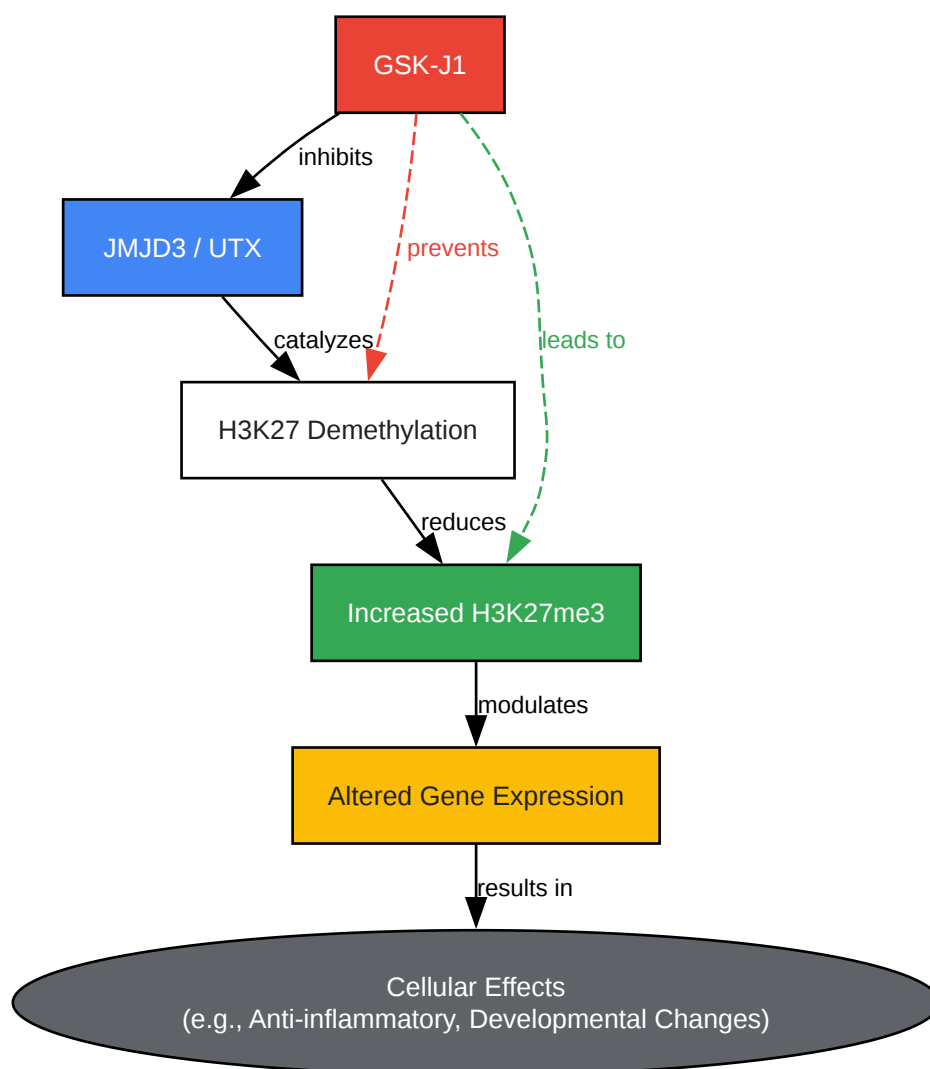 GSK-J1
inhibits
JMJD3 / UTX
prevents
catalyzes
leads to
H3K27 Demethylation
reduces
Increased H3K27me3
modulates
Altered Gene Expression
results in
Cellular Effects
(e.g., Anti-inflammatory, Developmental Changes)